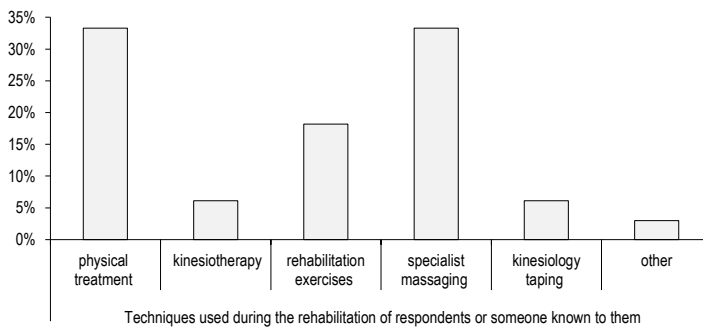 35%
30%
25%
20%
15%
10%
5%
0%
physical treatment
kinesiotherapy
rehabilitation exercises
specialist massaging
kinesiology taping
other
Techniques used during the rehabilitation of respondents or someone known to them